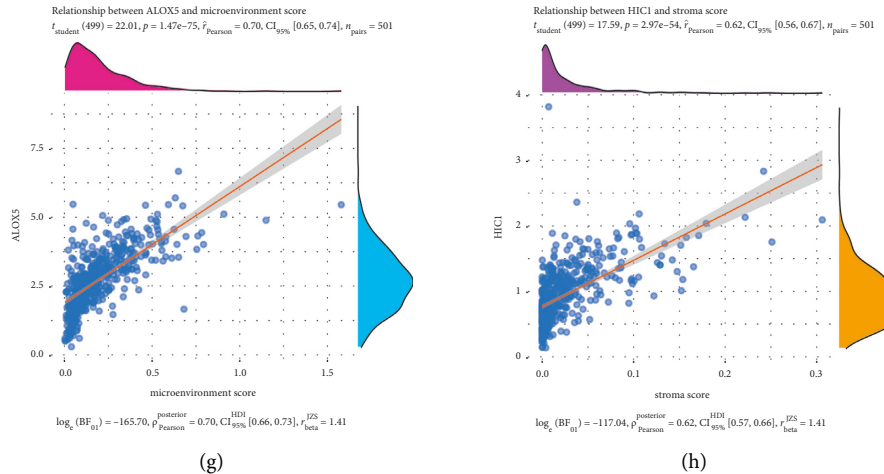 Relationship between ALOX5 and microenvironment score
t_student (499) = 22.01, p = 1.47e–75, r̂_Pearson = 0.70, CI_95% [0.65, 0.74], n_pairs = 501
7.5
5.0
2.5
0.0
ALOX5
0.0 0.5 1.0 1.5
microenvironment score
log_e (BF_01) = –165.70, ρ_Pearson^posterior = 0.70, CI_95%^HDI [0.66, 0.73], r_beta^JZS = 1.41
(g)
Relationship between HIC1 and stroma score
t_student (499) = 17.59, p = 2.97e–54, r̂_Pearson = 0.62, CI_95% [0.56, 0.67], n_pairs = 501
4
3
2
1
0
HIC1
0.0 0.1 0.2 0.3
stroma score
log_e (BF_01) = –117.04, ρ_Pearson^posterior = 0.62, CI_95%^HDI [0.57, 0.66], r_beta^JZS = 1.41
(h)